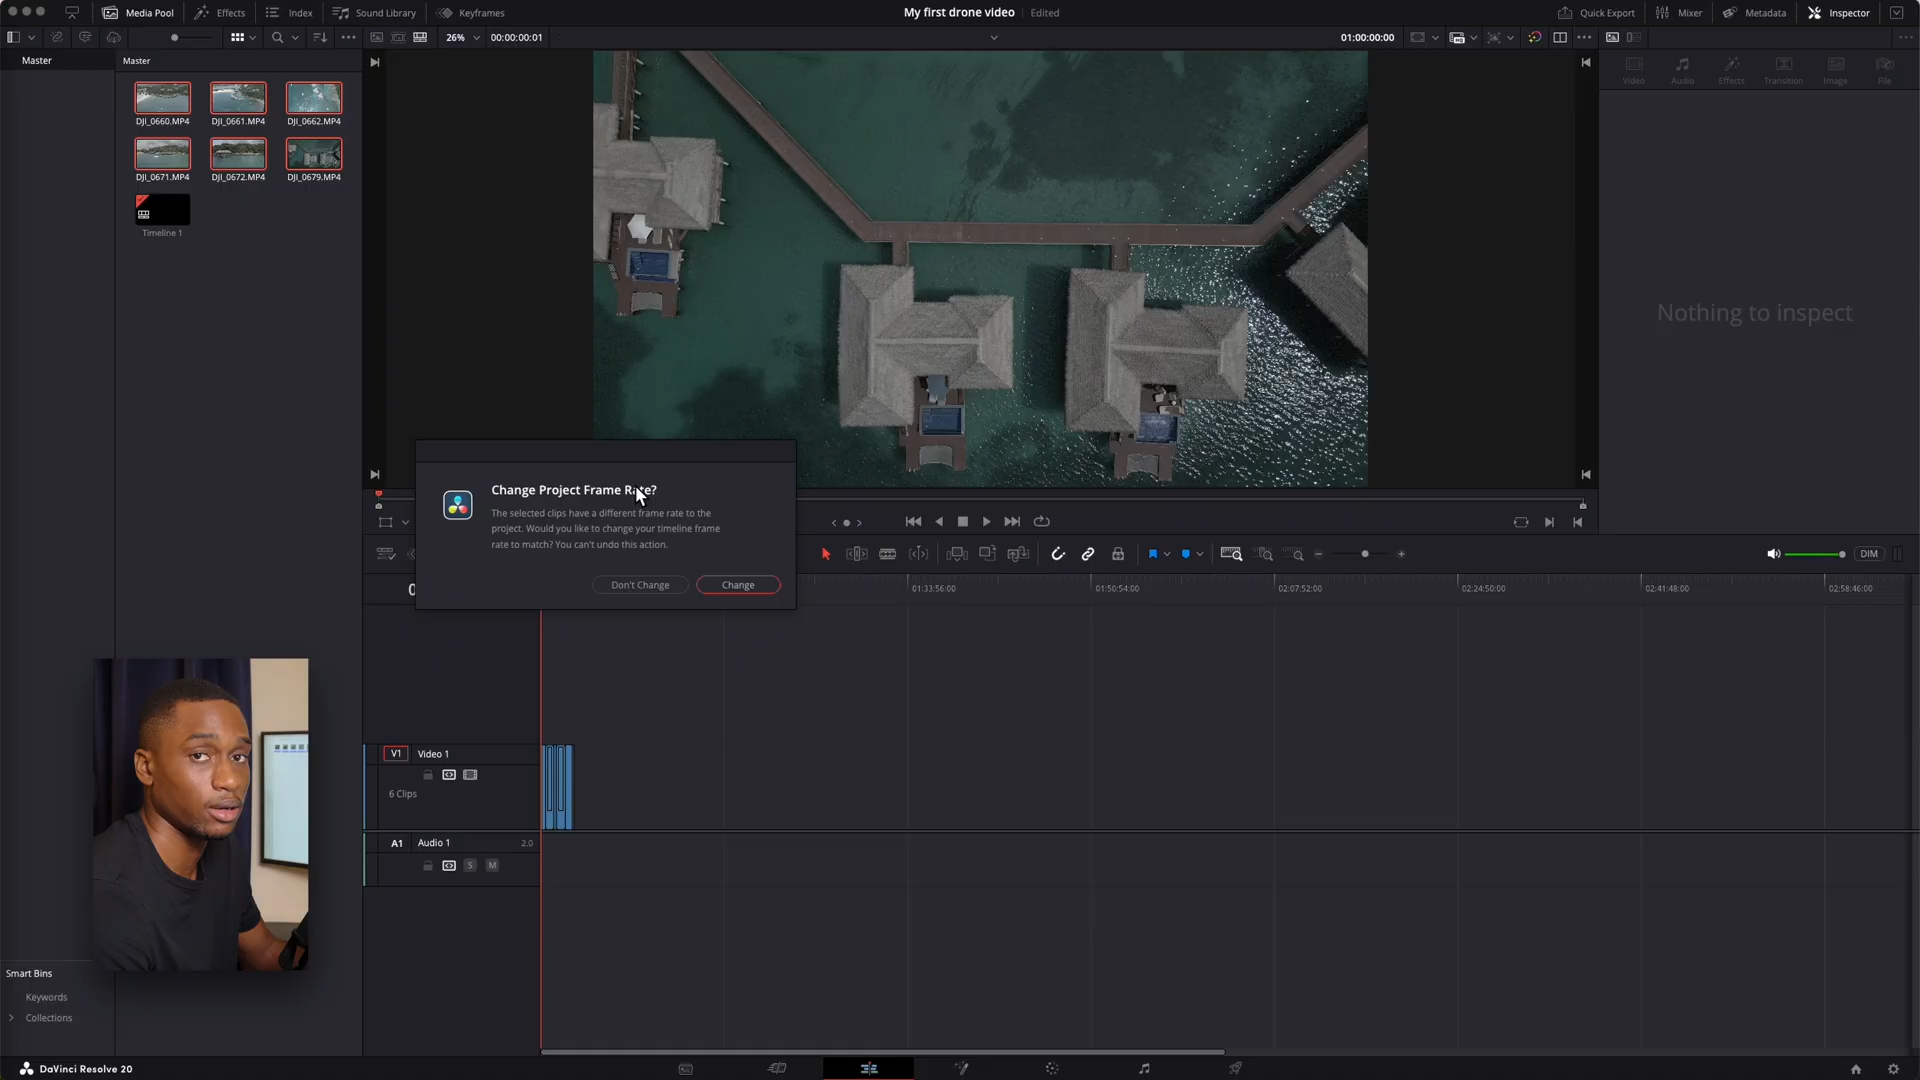 Media Pool
Effects
Index
Sound Library
Keyframes
My first drone video
Edited
Quick Export
Mixer
Metadata
Inspector
26%
00:00:00:01
01:00:00:00
Master
Master
DJI_0660.MP4
DJI_0661.MP4
DJI_0662.MP4
DJI_0671.MP4
DJI_0672.MP4
DJI_0679.MP4
Timeline 1
Video
Audio
Effects
Transition
Image
File
Nothing to inspect
Change Project Frame Rate?
The selected clips have a different frame rate to the
project. Would you like to change your timeline frame
rate to match? You can't undo this action.
Don't Change
Change
DIM
01:33:56:00
01:50:54:00
02:07:52:00
02:24:50:00
02:41:48:00
02:58:46:00
V1
Video 1
6 Clips
A1
Audio 1
2.0
S
M
Smart Bins
Keywords
Collections
DaVinci Resolve 20